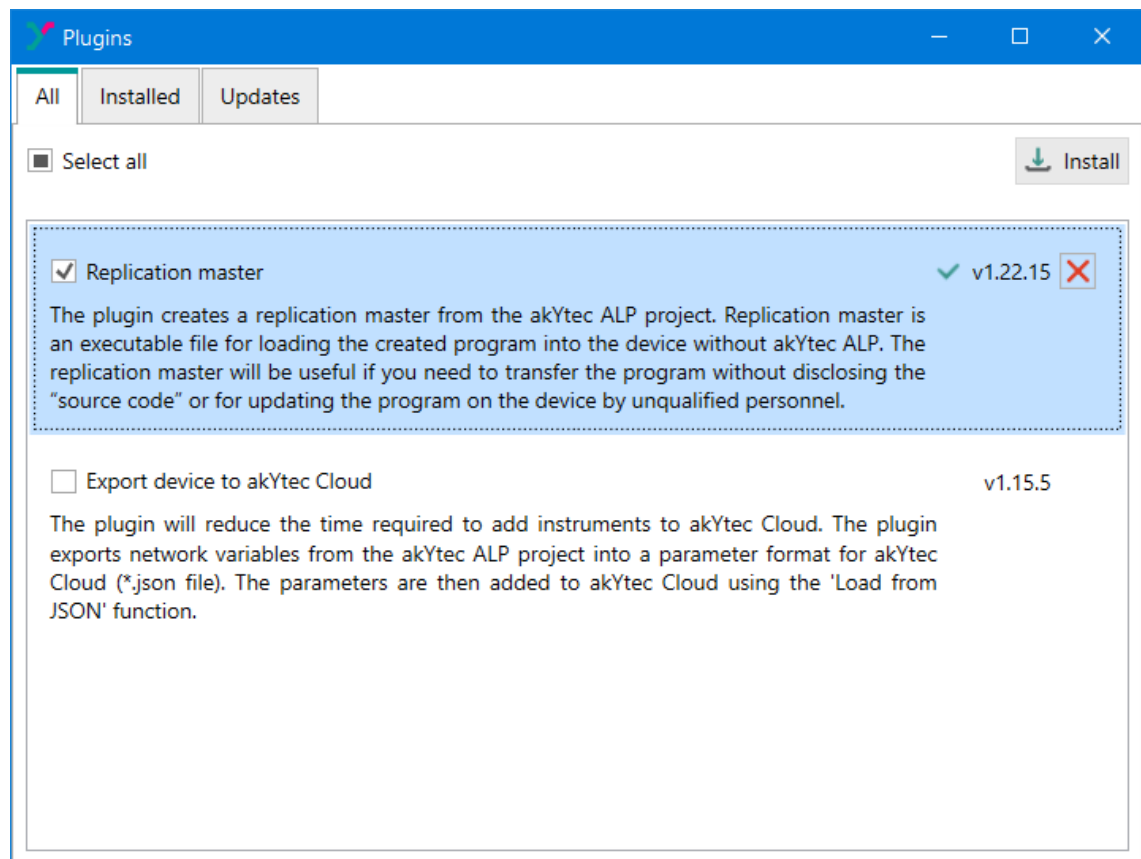 Plugins
All Installed Updates
Select all Install
Replication master v1.22.15
The plugin creates a replication master from the akYtec ALP project. Replication master is
an executable file for loading the created program into the device without akYtec ALP. The
replication master will be useful if you need to transfer the program without disclosing the
“source code” or for updating the program on the device by unqualified personnel.
Export device to akYtec Cloud v1.15.5
The plugin will reduce the time required to add instruments to akYtec Cloud. The plugin
exports network variables from the akYtec ALP project into a parameter format for akYtec
Cloud (*.json file). The parameters are then added to akYtec Cloud using the 'Load from
JSON' function.